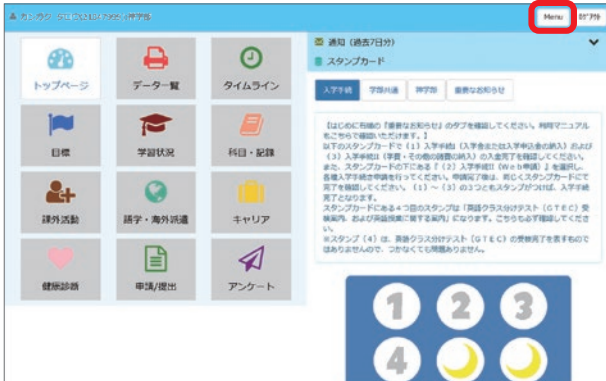 Menu
ログアウト
通知（過去7日分）
スタンプカード
トップページ
データ一覧
タイムライン
目標
学習状況
科目・記録
課外活動
語学・海外派遣
キャリア
健康診断
申請/提出
アンケート
入学手続
学部共通
神学部
重要なお知らせ
【はじめに右端の『重要なお知らせ』のタブを確認してください。利用マニュアル
もこちらで確認いただけます。】
以下のスタンプカードで（１）入学手続Ⅰ（入学金または入学申込金の納入）および
（３）入学手続Ⅱ（学費・その他の諸費の納入）の入金完了を確認してください。
また、スタンプカードの下にある『（２）入学手続Ⅱ（Ｗｅｂ申請）』を選択し、
各種入学手続き申請を行ってください。申請完了後は、同じくスタンプカードにて
完了を確認してください。（１）～（３）の３つともスタンプがつけば、入学手続
完了となります。
スタンプカードにある４つ目のスタンプは「英語クラス分けテスト（ＧＴＥＣ）受
検案内、および英語授業に関する案内」になります。こちらも必ず確認してくださ
い。
※スタンプ（４）は、英語クラス分けテスト（ＧＴＥＣ）の受検完了を表すもので
はありませんので、つかなくても問題ありません。
1 2 3
4